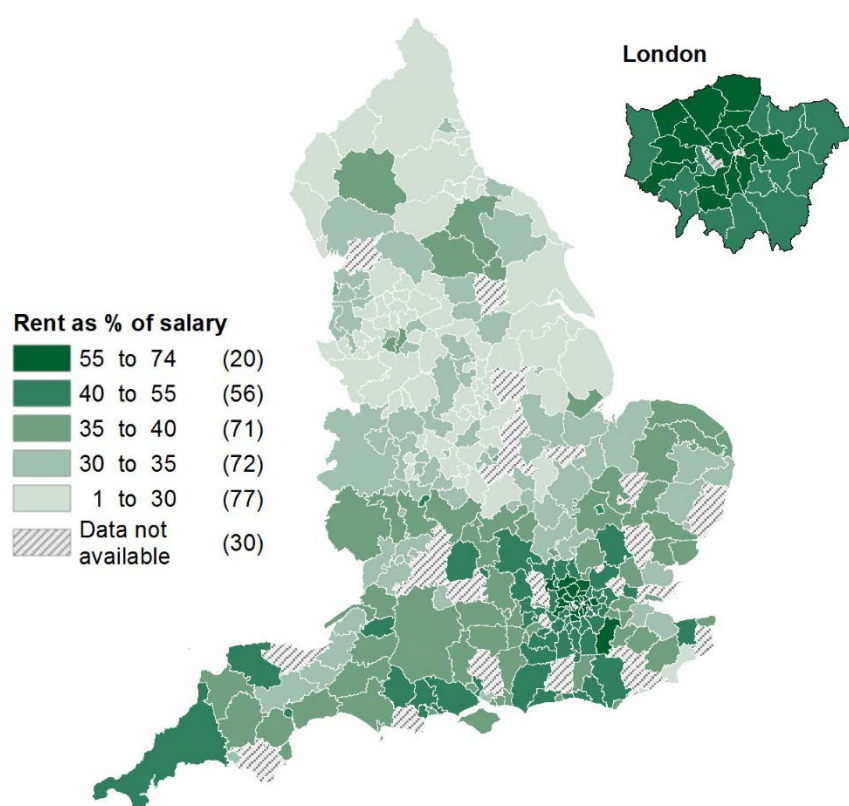 London
Rent as % of salary
55 to 74 (20)
40 to 55 (56)
35 to 40 (71)
30 to 35 (72)
1 to 30 (77)
Data not
available (30)